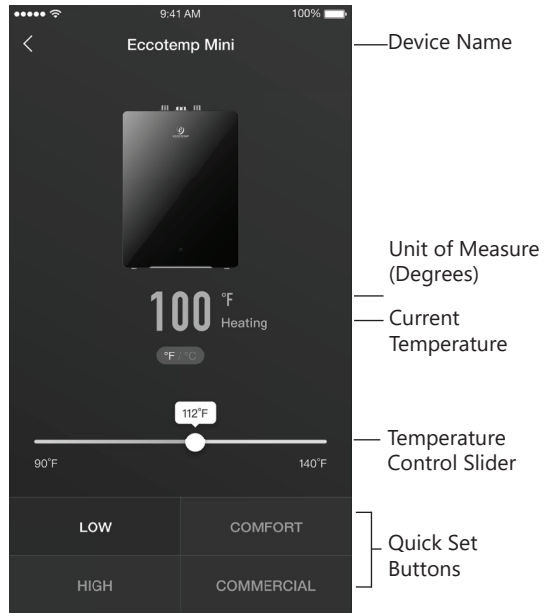 9:41 AM
100%
Eccotemp Mini
Device Name
ECCOTEMP
Unit of Measure
(Degrees)
100 °F
Heating
Current
Temperature
°F / °C
112°F
90°F
140°F
Temperature
Control Slider
LOW
COMFORT
HIGH
COMMERCIAL
Quick Set
Buttons